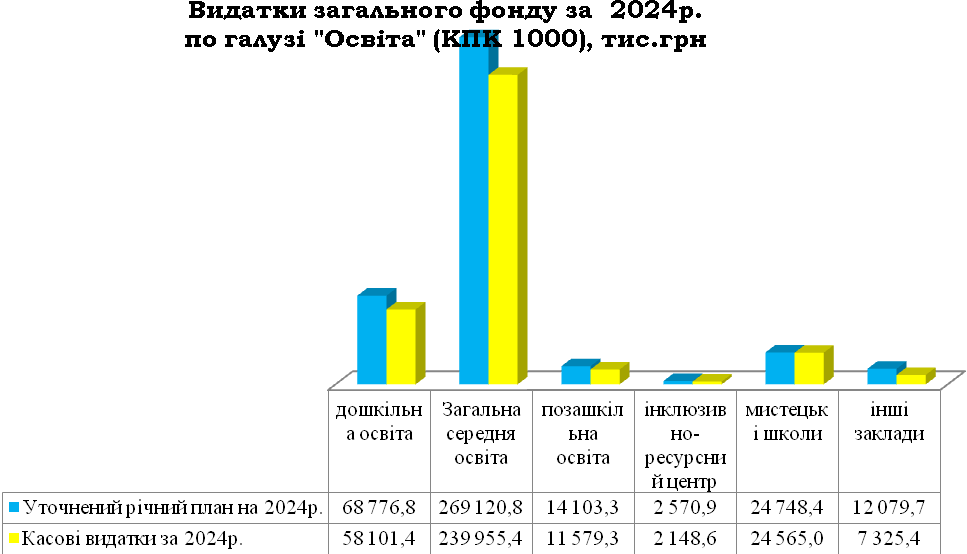 Видатки загального фонду за 2024р.
по галузі "Освіта" (КПК 1000), тис.грн
дошкільн
а освіта
Загальна
середня
освіта
позашкіл
ьна
освіта
інклюзив
но-
ресурсни
й центр
мистецьк
і школи
інші
заклади
Уточнений річний план на 2024р. 68 776,8 269 120,8 14 103,3 2 570,9 24 748,4 12 079,7
Касові видатки за 2024р. 58 101,4 239 955,4 11 579,3 2 148,6 24 565,0 7 325,4